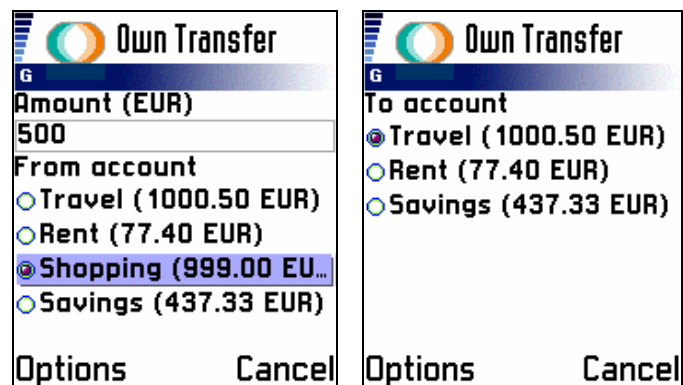 Own Transfer
G
Amount (EUR)
500
From account
Travel (1000.50 EUR)
Rent (77.40 EUR)
Shopping (999.00 EU...
Savings (437.33 EUR)
Options Cancel
Own Transfer
G
To account
Travel (1000.50 EUR)
Rent (77.40 EUR)
Savings (437.33 EUR)
Options Cancel